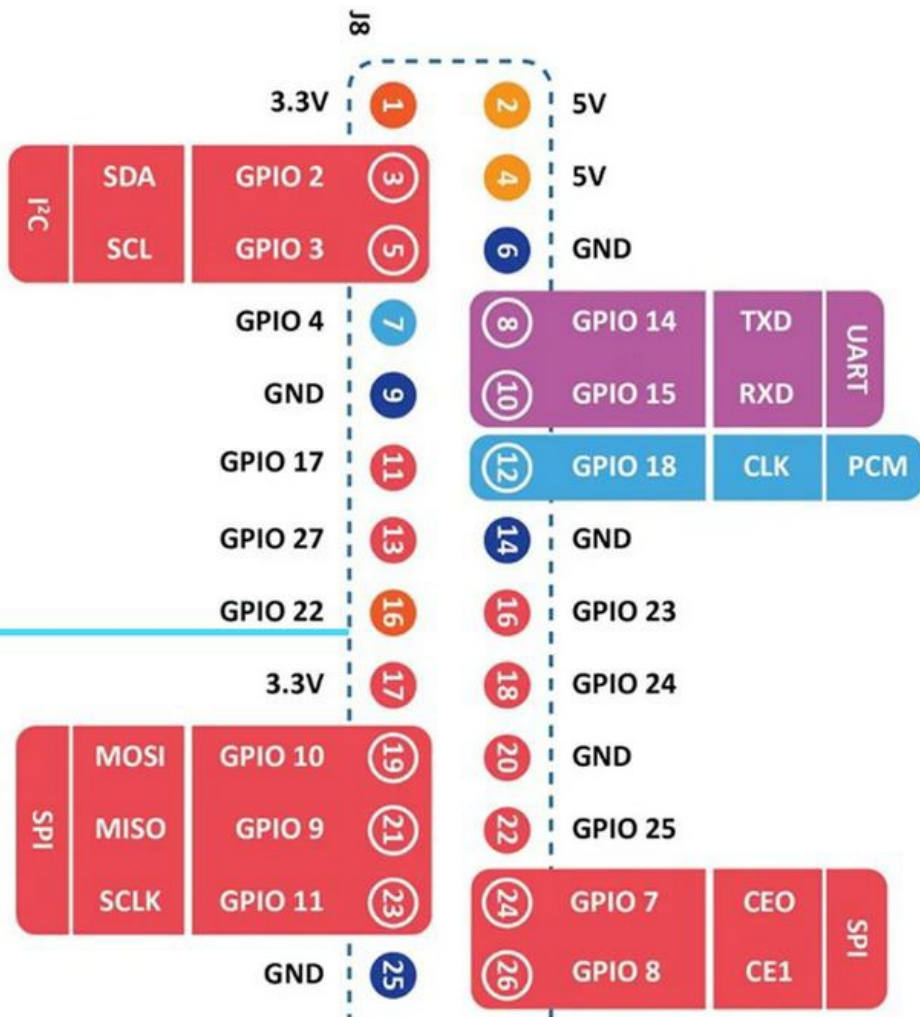 J8
3.3V 1 2 5V
I²C SDA GPIO 2 3 4 5V
SCL GPIO 3 5 6 GND
GPIO 4 7 8 GPIO 14 TXD UART
GND 9 10 GPIO 15 RXD
GPIO 17 11 12 GPIO 18 CLK PCM
GPIO 27 13 14 GND
GPIO 22 16 16 GPIO 23
3.3V 17 18 GPIO 24
SPI MOSI GPIO 10 19 20 GND
MISO GPIO 9 21 22 GPIO 25
SCLK GPIO 11 23 24 GPIO 7 CEO SPI
GND 25 26 GPIO 8 CE1